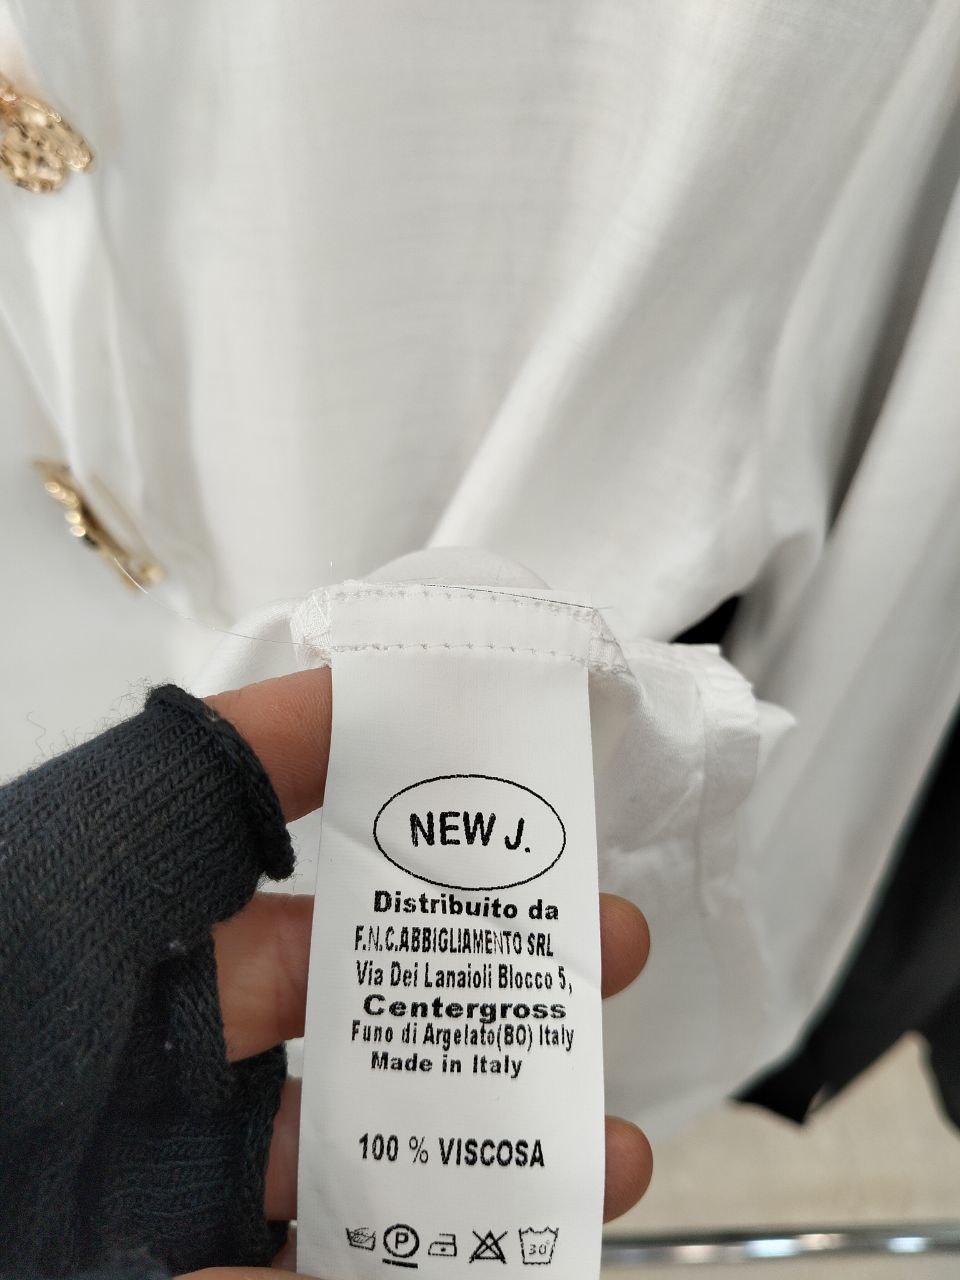 NEW J.
Distribuito da
F.N.C.ABBIGLIAMENTO SRL
Via Dei Lanaioli Blocco 5,
Centergross
Funo di Argelato(BO) Italy
Made in Italy
100 % VISCOSA
P
30°